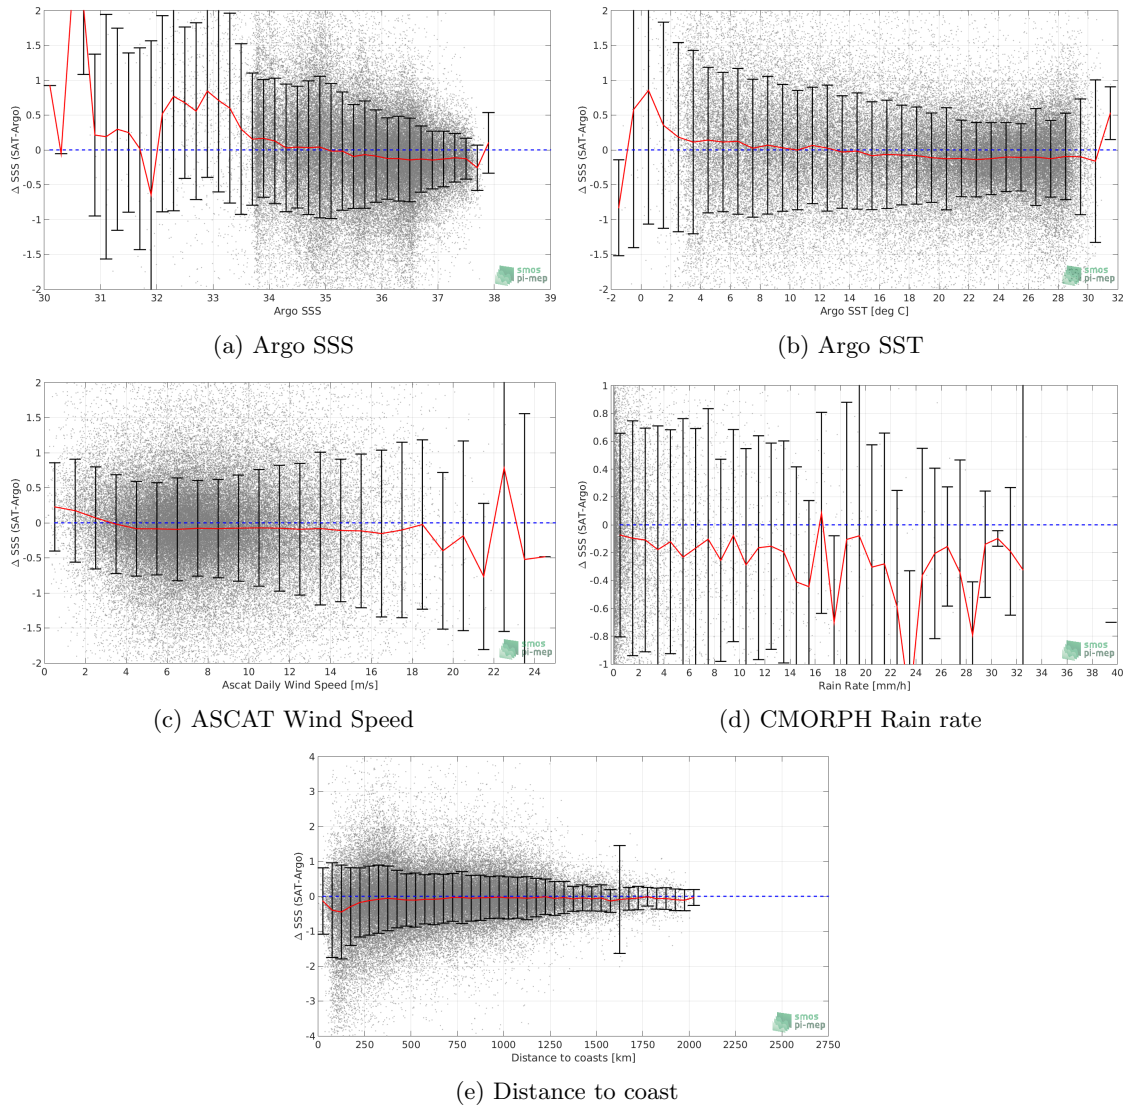 2
1.5
1
0.5
0
-0.5
-1
-1.5
-2
Δ SSS (SAT-Argo)
30 31 32 33 34 35 36 37 38 39
Argo SSS
smos
pi-mep
(a) Argo SSS
2
1.5
1
0.5
0
-0.5
-1
-1.5
-2
Δ SSS (SAT-Argo)
-2 0 2 4 6 8 10 12 14 16 18 20 22 24 26 28 30 32
Argo SST [deg C]
smos
pi-mep
(b) Argo SST
2
1.5
1
0.5
0
-0.5
-1
-1.5
-2
Δ SSS (SAT-Argo)
0 2 4 6 8 10 12 14 16 18 20 22 24
Ascat Daily Wind Speed [m/s]
smos
pi-mep
(c) ASCAT Wind Speed
1
0.8
0.6
0.4
0.2
0
-0.2
-0.4
-0.6
-0.8
-1
Δ SSS (SAT-Argo)
0 2 4 6 8 10 12 14 16 18 20 22 24 26 28 30 32 34 36 38 40
Rain Rate [mm/h]
smos
pi-mep
(d) CMORPH Rain rate
4
3
2
1
0
-1
-2
-3
-4
Δ SSS (SAT-Argo)
0 250 500 750 1000 1250 1500 1750 2000 2250 2500 2750
Distance to coasts [km]
smos
pi-mep
(e) Distance to coast